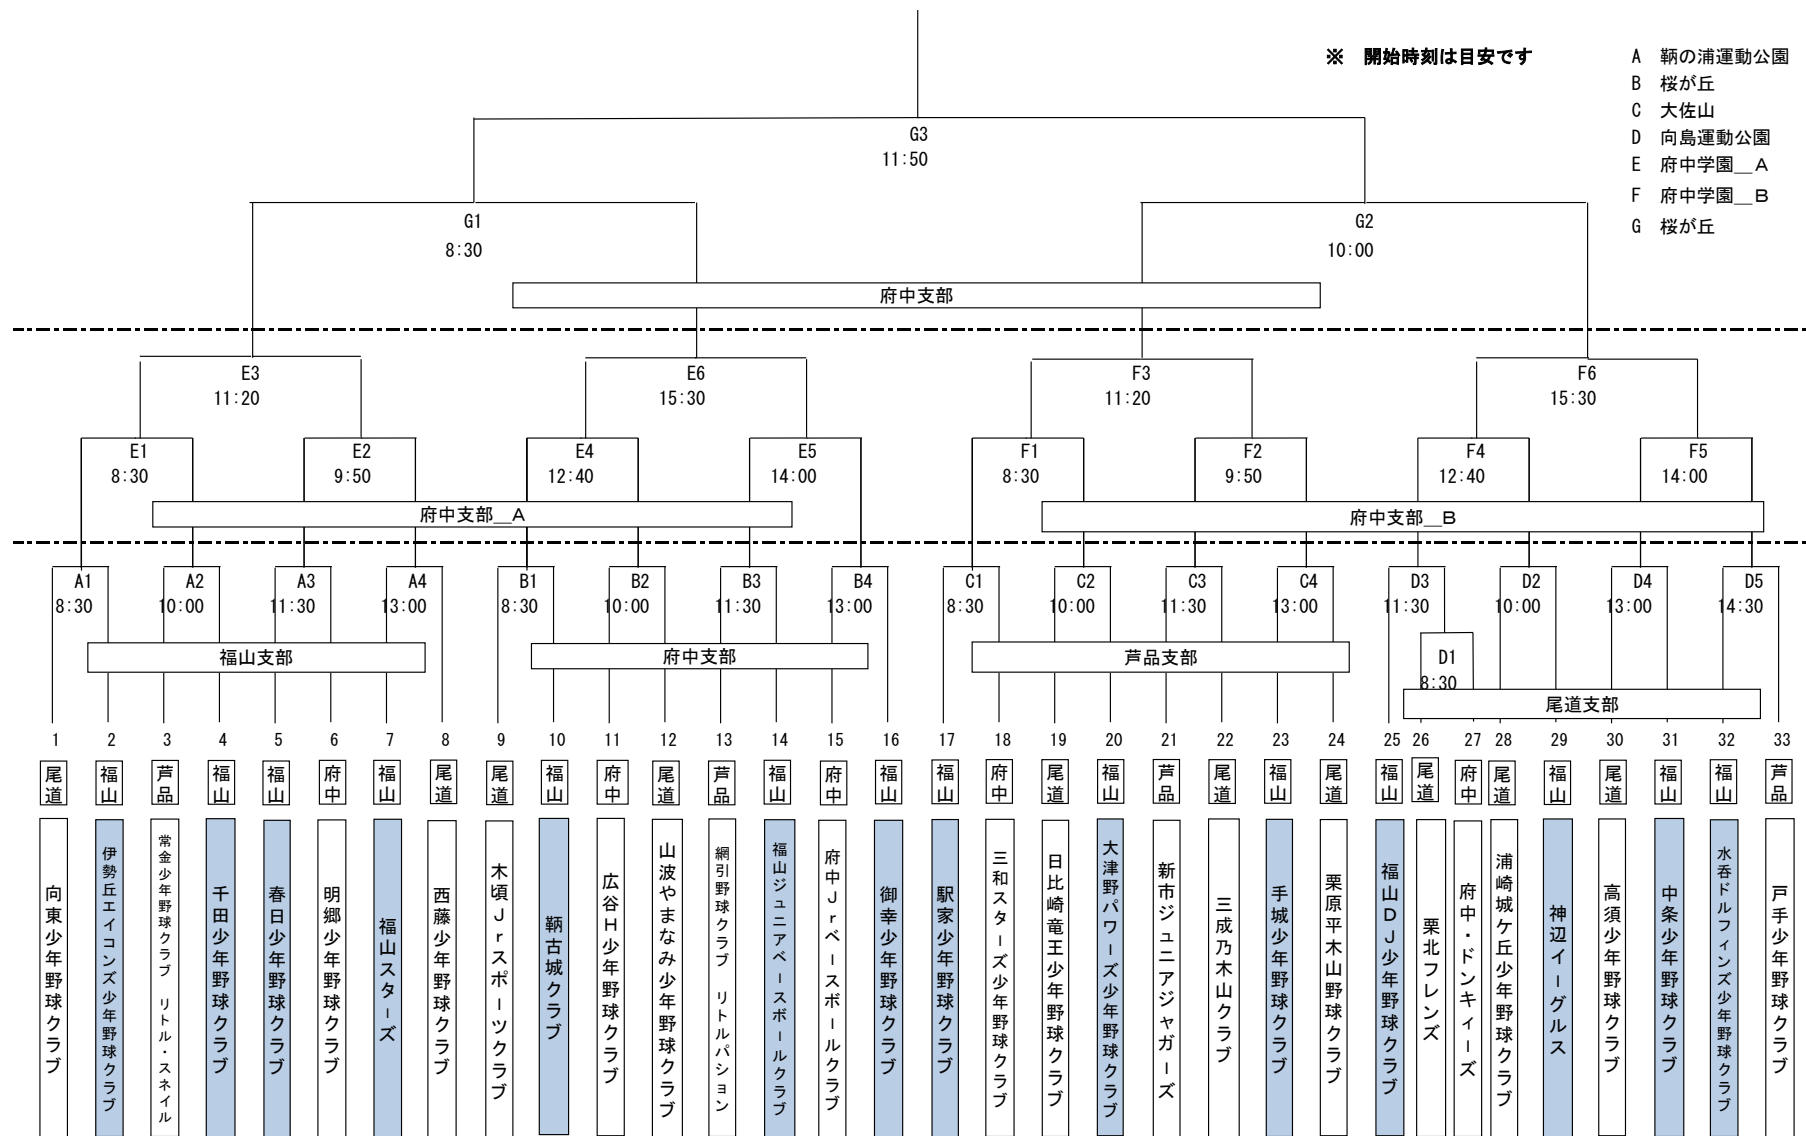 ※　開始時刻は目安です
A　鞆の浦運動公園
B　桜が丘
C　大佐山
D　向島運動公園
E　府中学園＿A
F　府中学園＿B
G　桜が丘
G3
11:50
G1
8:30
G2
10:00
府中支部
E3
11:20
E6
15:30
F3
11:20
F6
15:30
E1
8:30
E2
9:50
E4
12:40
E5
14:00
F1
8:30
F2
9:50
F4
12:40
F5
14:00
府中支部＿A
府中支部＿B
A1
8:30
A2
10:00
A3
11:30
A4
13:00
B1
8:30
B2
10:00
B3
11:30
B4
13:00
C1
8:30
C2
10:00
C3
11:30
C4
13:00
D3
11:30
D2
10:00
D4
13:00
D5
14:30
福山支部
府中支部
芦品支部
D1
8:30
尾道支部
1
尾道
向東少年野球クラブ
2
福山
伊勢丘エイコンズ少年野球クラブ
3
芦品
常金少年野球クラブ　リトル・スネイル
4
福山
千田少年野球クラブ
5
福山
春日少年野球クラブ
6
府中
明郷少年野球クラブ
7
福山
福山スターズ
8
尾道
西藤少年野球クラブ
9
尾道
木頃Ｊｒスポーツクラブ
10
福山
鞆古城クラブ
11
府中
広谷Ｈ少年野球クラブ
12
尾道
山波やまなみ少年野球クラブ
13
芦品
網引野球クラブ　リトルパション
14
福山
福山ジュニアベースボールクラブ
15
府中
府中Ｊｒベースボールクラブ
16
福山
御幸少年野球クラブ
17
福山
駅家少年野球クラブ
18
府中
三和スターズ少年野球クラブ
19
尾道
日比崎竜王少年野球クラブ
20
福山
大津野パワーズ少年野球クラブ
21
芦品
新市ジュニアジャガーズ
22
尾道
三成乃木山クラブ
23
福山
手城少年野球クラブ
24
尾道
栗原平木山野球クラブ
25
福山
福山ＤＪ少年野球クラブ
26
尾道
栗北フレンズ
27
府中
府中・ドンキィーズ
28
尾道
浦崎城ケ丘少年野球クラブ
29
福山
神辺イーグルス
30
尾道
高須少年野球クラブ
31
福山
中条少年野球クラブ
32
福山
水呑ドルフィンズ少年野球クラブ
33
芦品
戸手少年野球クラブ